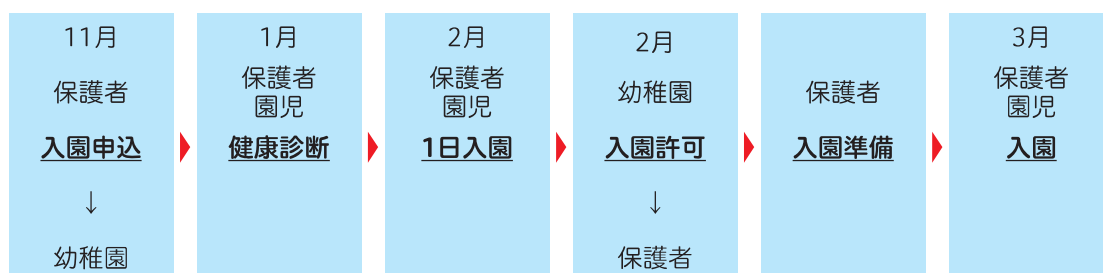 11月
保護者
入園申込
↓
幼稚園
1月
保護者
園児
健康診断
2月
保護者
園児
1日入園
2月
幼稚園
入園許可
↓
保護者
保護者
入園準備
3月
保護者
園児
入園